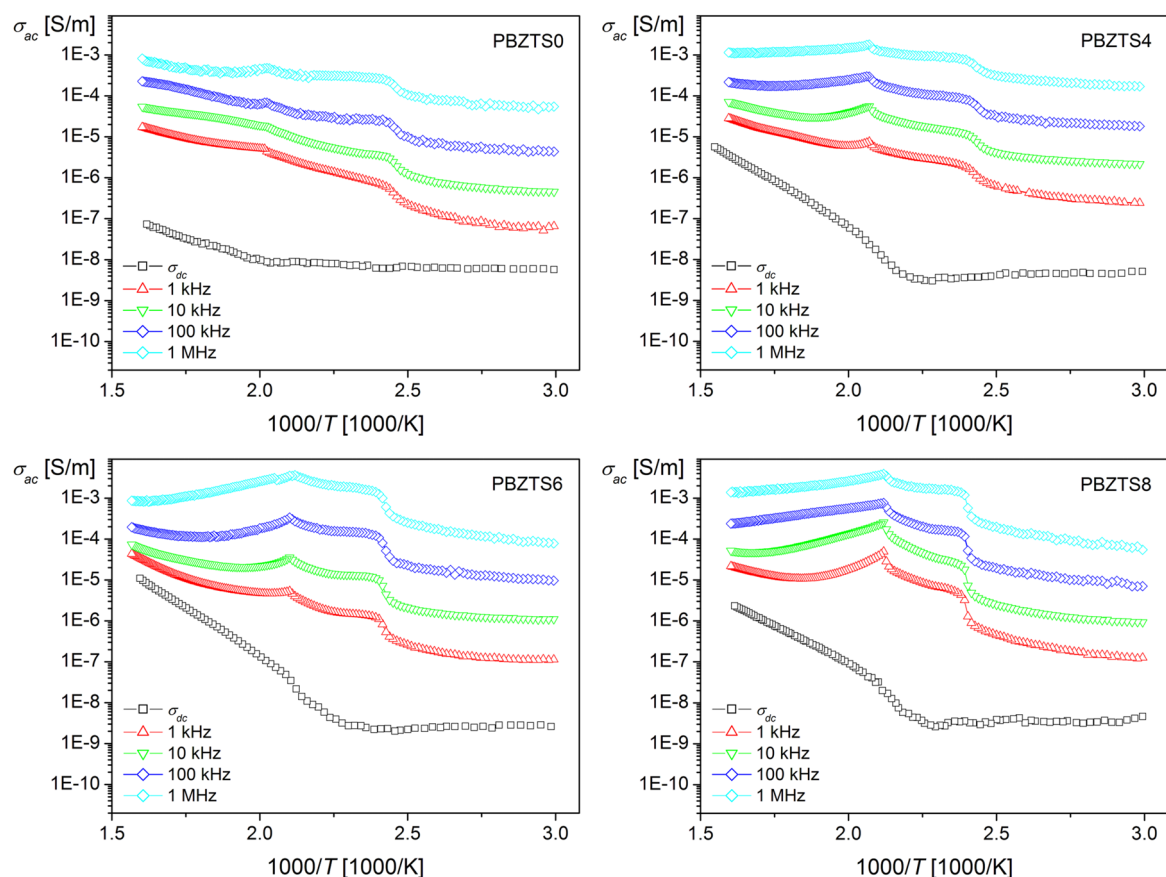 σac [S/m]
PBZTS0
1E-3
1E-4
1E-5
1E-6
1E-7
1E-8
1E-9
1E-10
σdc
1 kHz
10 kHz
100 kHz
1 MHz
1.5 2.0 2.5 3.0
1000/T [1000/K]
σac [S/m]
PBZTS4
1E-3
1E-4
1E-5
1E-6
1E-7
1E-8
1E-9
1E-10
σdc
1 kHz
10 kHz
100 kHz
1 MHz
1.5 2.0 2.5 3.0
1000/T [1000/K]
σac [S/m]
PBZTS6
1E-3
1E-4
1E-5
1E-6
1E-7
1E-8
1E-9
1E-10
σdc
1 kHz
10 kHz
100 kHz
1 MHz
1.5 2.0 2.5 3.0
1000/T [1000/K]
σac [S/m]
PBZTS8
1E-3
1E-4
1E-5
1E-6
1E-7
1E-8
1E-9
1E-10
σdc
1 kHz
10 kHz
100 kHz
1 MHz
1.5 2.0 2.5 3.0
1000/T [1000/K]